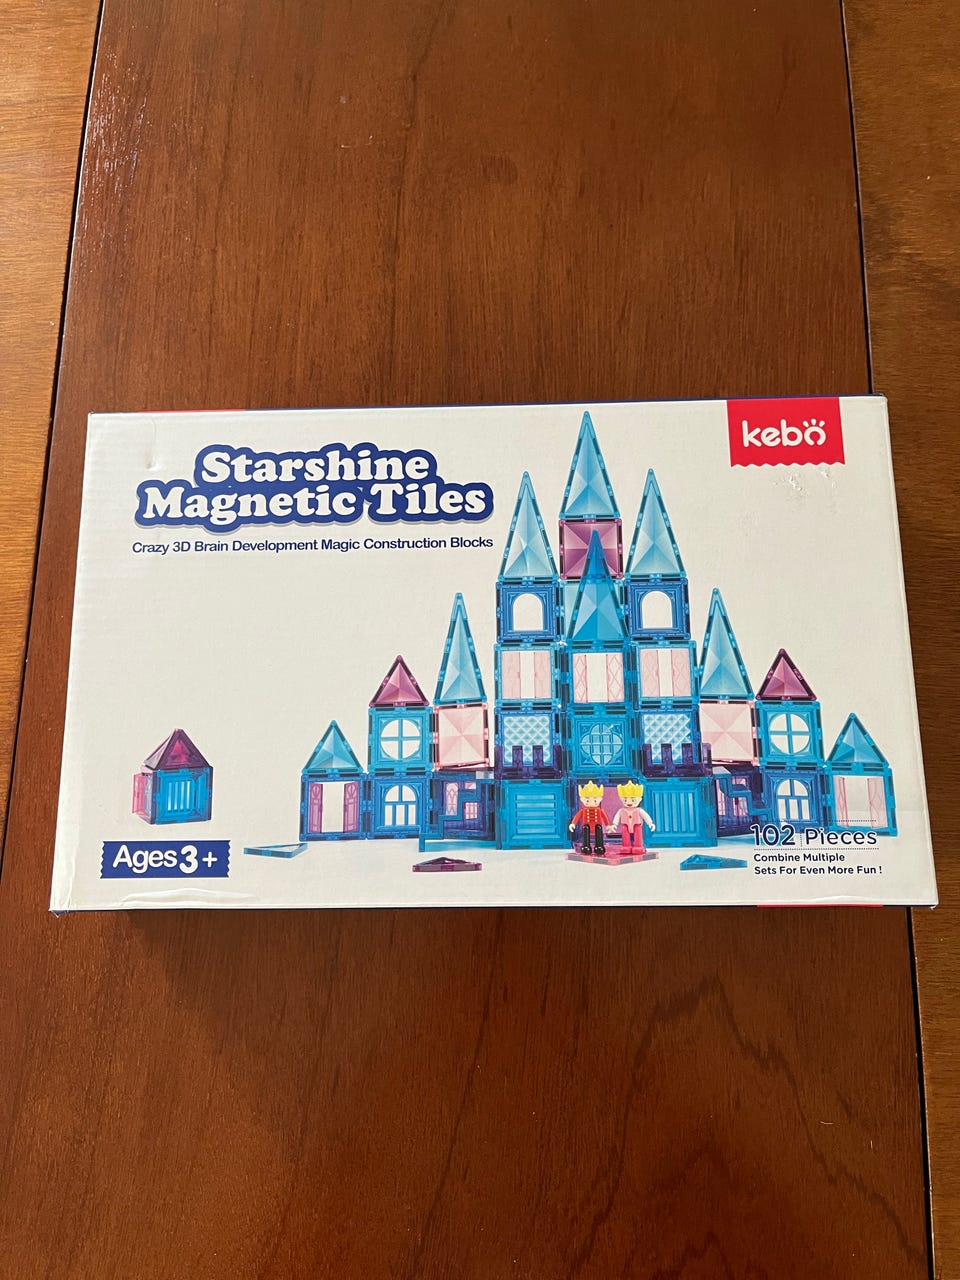 kebo
Starshine
Magnetic Tiles
Crazy 3D Brain Development Magic Construction Blocks
Ages 3+
102 Pieces
Combine Multiple
Sets For Even More Fun !